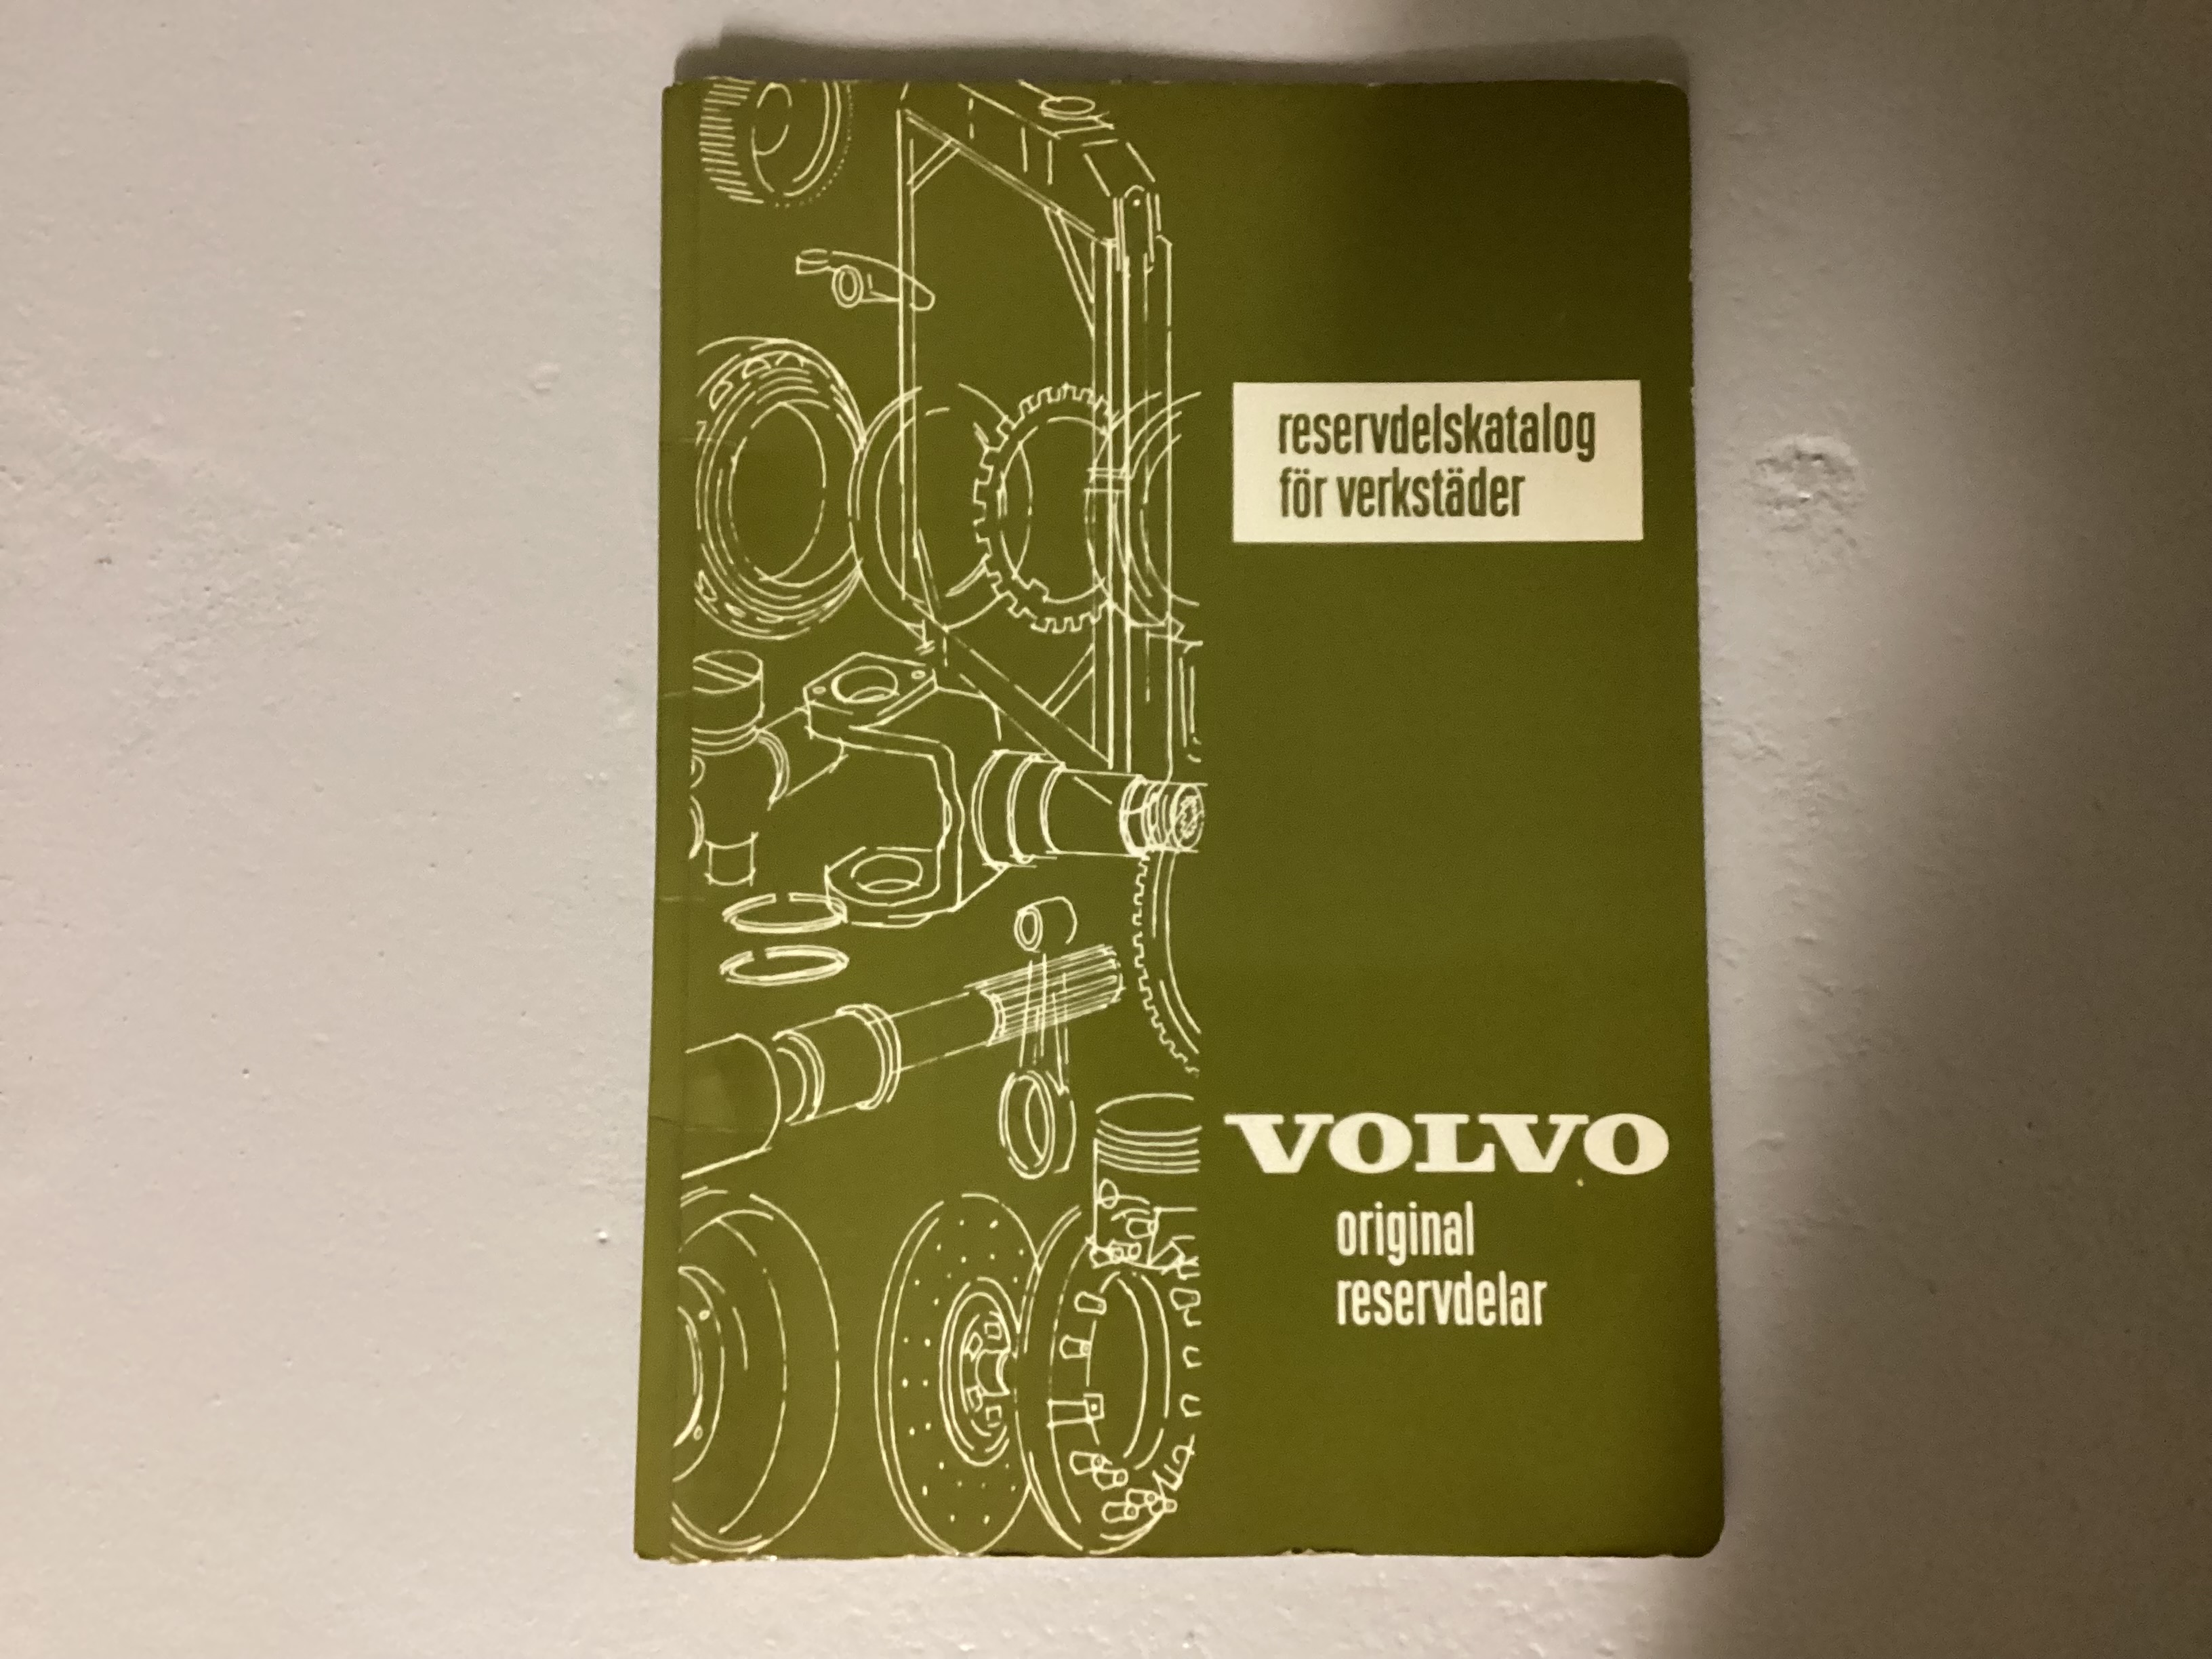 reservdelskatalog
för verkstäder
VOLVO
original
reservdelar